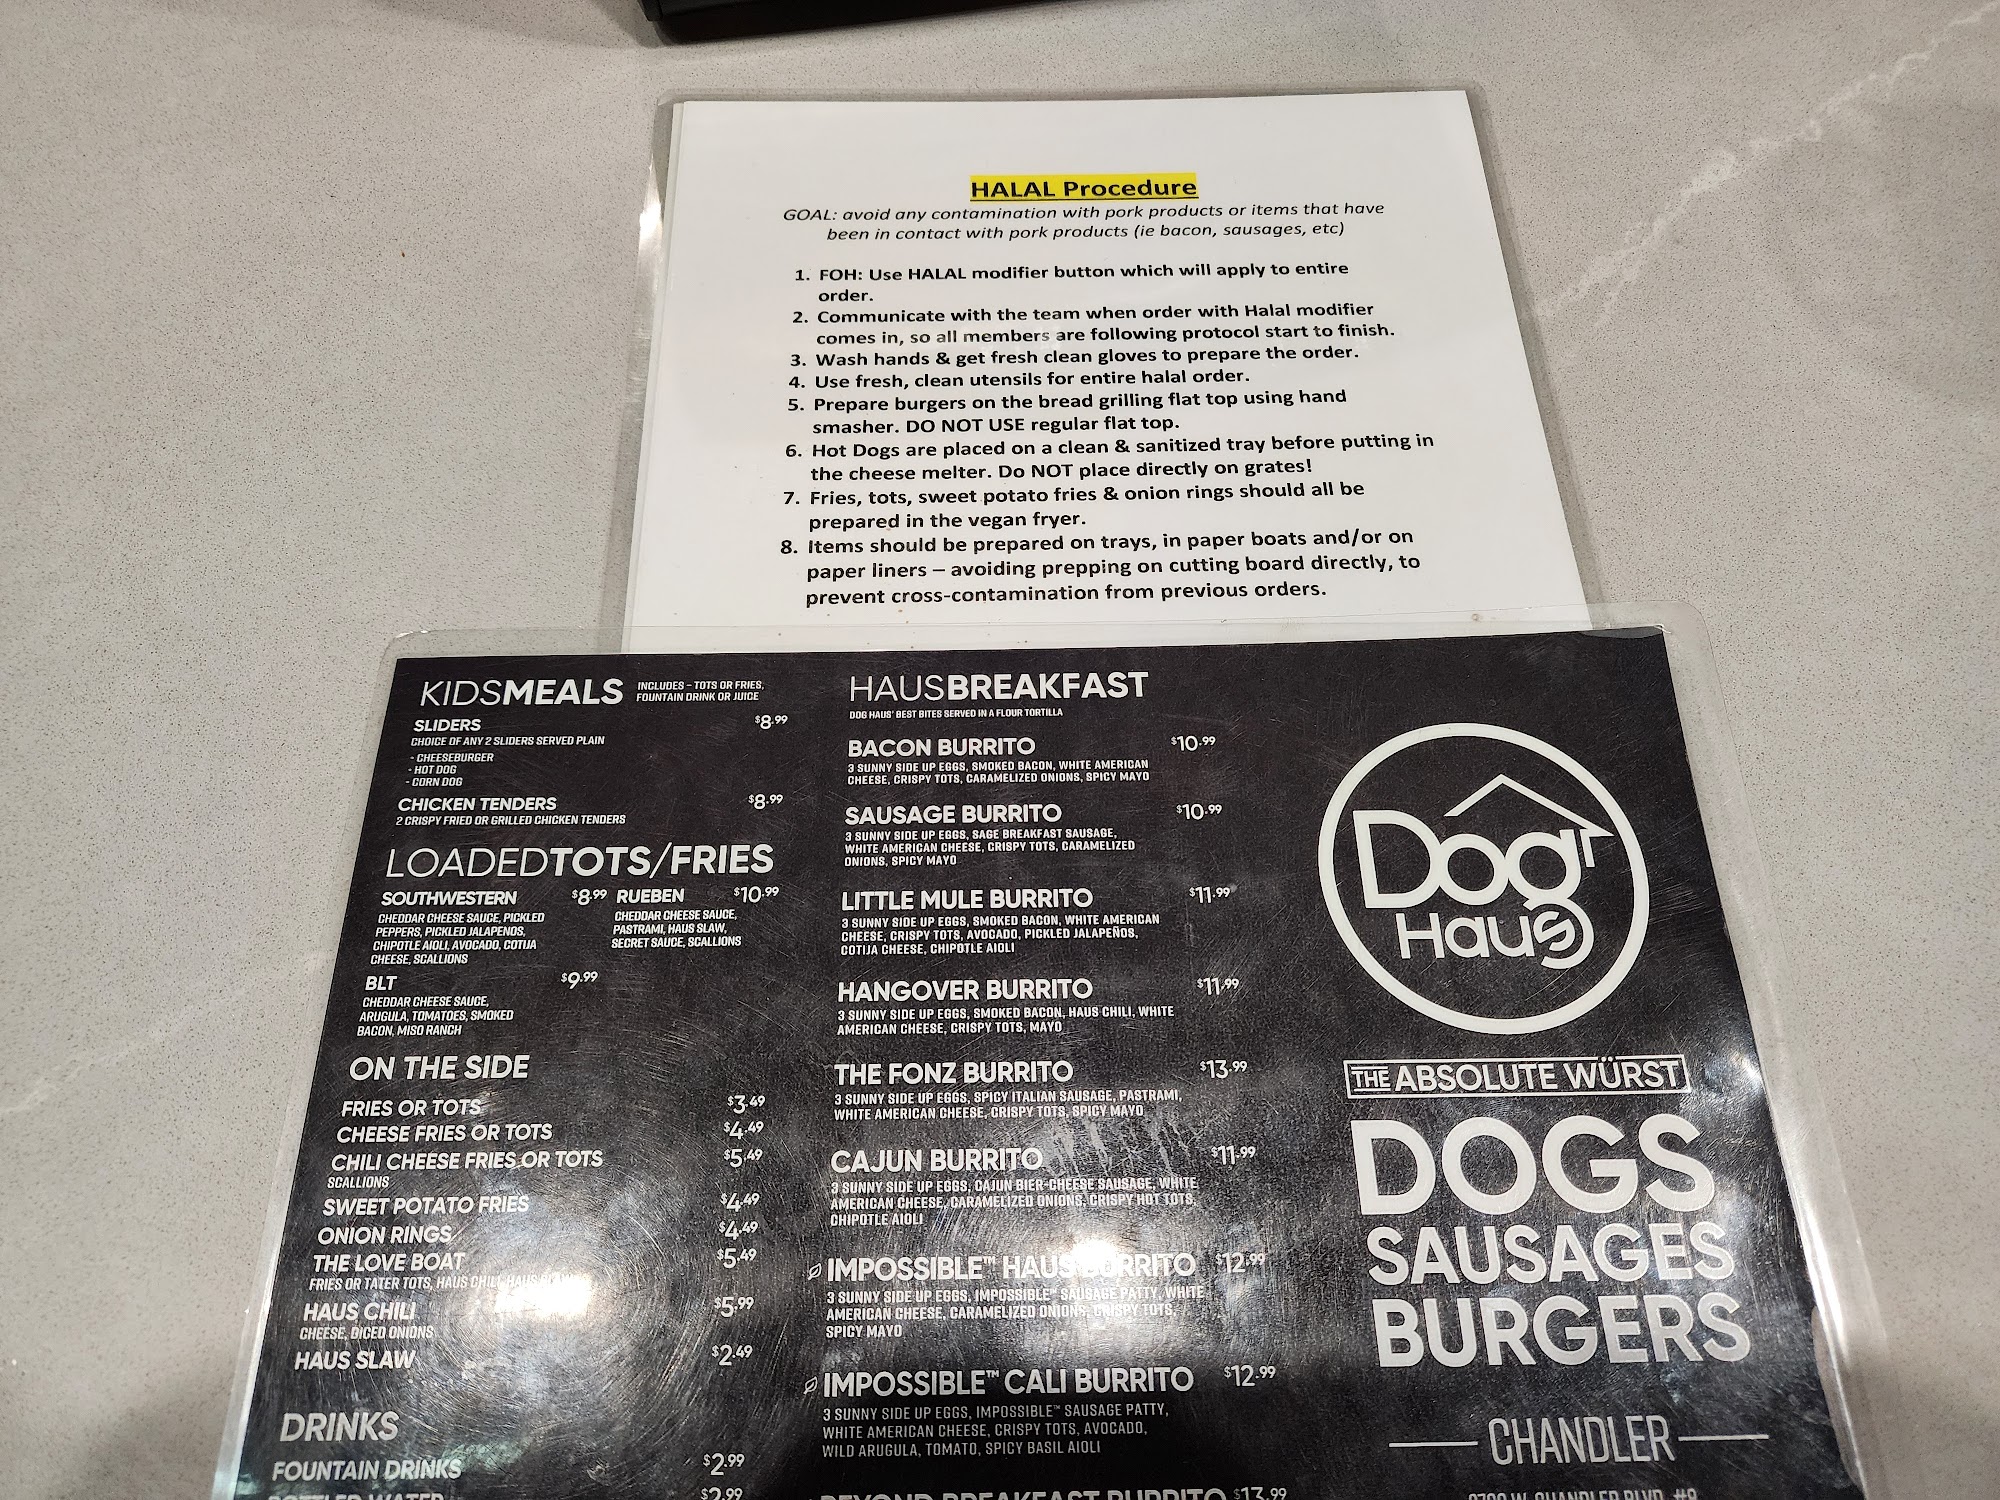 HALAL Procedure
GOAL: avoid any contamination with pork products or items that have
been in contact with pork products (ie bacon, sausages, etc)
1. FOH: Use HALAL modifier button which will apply to entire
order.
2. Communicate with the team when order with Halal modifier
comes in, so all members are following protocol start to finish.
3. Wash hands & get fresh clean gloves to prepare the order.
4. Use fresh, clean utensils for entire halal order.
5. Prepare burgers on the bread grilling flat top using hand
smasher. DO NOT USE regular flat top.
6. Hot Dogs are placed on a clean & sanitized tray before putting in
the cheese melter. Do NOT place directly on grates!
7. Fries, tots, sweet potato fries & onion rings should all be
prepared in the vegan fryer.
8. Items should be prepared on trays, in paper boats and/or on
paper liners – avoiding prepping on cutting board directly, to
prevent cross-contamination from previous orders.
KIDSMEALS INCLUDES - TOTS OR FRIES,
FOUNTAIN DRINK OR JUICE
SLIDERS $8.99
CHOICE OF ANY 2 SLIDERS SERVED PLAIN
- CHEESEBURGER
- HOT DOG
- CORN DOG
CHICKEN TENDERS $8.99
2 CRISPY FRIED OR GRILLED CHICKEN TENDERS
LOADEDTOTS/FRIES
SOUTHWESTERN $8.99
CHEDDAR CHEESE SAUCE, PICKLED
PEPPERS, PICKLED JALAPENOS,
CHIPOTLE AIOLI, AVOCADO, COTIJA
CHEESE, SCALLIONS
RUEBEN $10.99
CHEDDAR CHEESE SAUCE,
PASTRAMI, HAUS SLAW,
SECRET SAUCE, SCALLIONS
BLT $9.99
CHEDDAR CHEESE SAUCE,
ARUGULA, TOMATOES, SMOKED
BACON, MISO RANCH
ON THE SIDE
FRIES OR TOTS $3.49
CHEESE FRIES OR TOTS $4.49
CHILI CHEESE FRIES OR TOTS $5.49
SCALLIONS
SWEET POTATO FRIES $4.49
ONION RINGS $4.49
THE LOVE BOAT $5.49
FRIES OR TATER TOTS, HAUS CHILI, HAUS SLAW
HAUS CHILI $5.99
CHEESE, DICED ONIONS
HAUS SLAW $2.49
DRINKS
FOUNTAIN DRINKS $2.99
BOTTLED WATER $2.99
HAUSBREAKFAST
DOG HAUS' BEST BITES SERVED IN A FLOUR TORTILLA
BACON BURRITO $10.99
3 SUNNY SIDE UP EGGS, SMOKED BACON, WHITE AMERICAN
CHEESE, CRISPY TOTS, CARAMELIZED ONIONS, SPICY MAYO
SAUSAGE BURRITO $10.99
3 SUNNY SIDE UP EGGS, SAGE BREAKFAST SAUSAGE,
WHITE AMERICAN CHEESE, CRISPY TOTS, CARAMELIZED
ONIONS, SPICY MAYO
LITTLE MULE BURRITO $11.99
3 SUNNY SIDE UP EGGS, SMOKED BACON, WHITE AMERICAN
CHEESE, CRISPY TOTS, AVOCADO, PICKLED JALAPEÑOS,
COTIJA CHEESE, CHIPOTLE AIOLI
HANGOVER BURRITO $11.99
3 SUNNY SIDE UP EGGS, SMOKED BACON, HAUS CHILI, WHITE
AMERICAN CHEESE, CRISPY TOTS, MAYO
THE FONZ BURRITO $13.99
3 SUNNY SIDE UP EGGS, SPICY ITALIAN SAUSAGE, PASTRAMI,
WHITE AMERICAN CHEESE, CRISPY TOTS, SPICY MAYO
CAJUN BURRITO $11.99
3 SUNNY SIDE UP EGGS, CAJUN BIER-CHEESE SAUSAGE, WHITE
AMERICAN CHEESE, CARAMELIZED ONIONS, CRISPY HOT TOTS,
CHIPOTLE AIOLI
IMPOSSIBLE™ HAUS BURRITO $12.99
3 SUNNY SIDE UP EGGS, IMPOSSIBLE™ SAUSAGE PATTY, WHITE
AMERICAN CHEESE, CARAMELIZED ONIONS, CRISPY TOTS,
SPICY MAYO
IMPOSSIBLE™ CALI BURRITO $12.99
3 SUNNY SIDE UP EGGS, IMPOSSIBLE™ SAUSAGE PATTY,
WHITE AMERICAN CHEESE, CRISPY TOTS, AVOCADO,
WILD ARUGULA, TOMATO, SPICY BASIL AIOLI
BEYOND BREAKFAST BURRITO $13.99
Dog
Haus
THE ABSOLUTE WÜRST
DOGS
SAUSAGES
BURGERS
CHANDLER
W. CHANDLER BLVD. #9